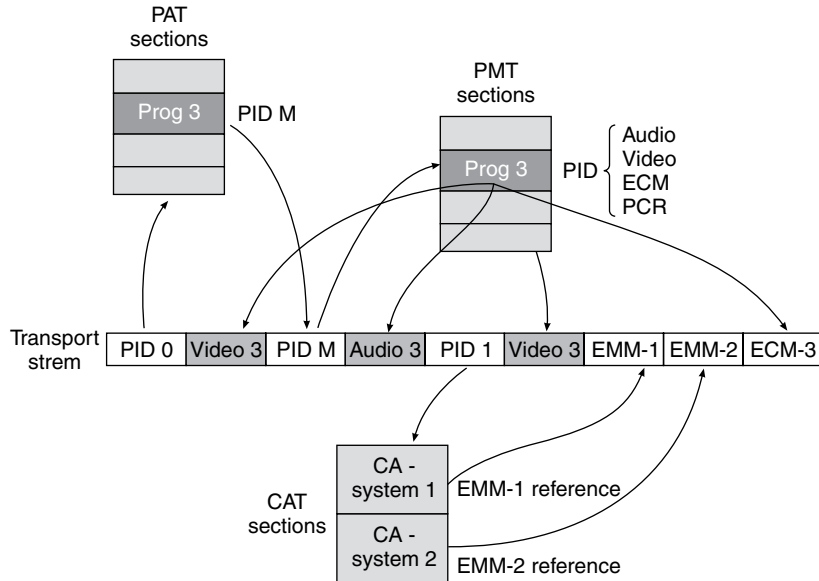 PAT
sections
Prog 3
PID M
PMT
sections
Prog 3
PID
Audio
Video
ECM
PCR
Transport
strem
PID 0
Video 3
PID M
Audio 3
PID 1
Video 3
EMM-1
EMM-2
ECM-3
CAT
sections
CA -
system 1
EMM-1 reference
CA -
system 2
EMM-2 reference